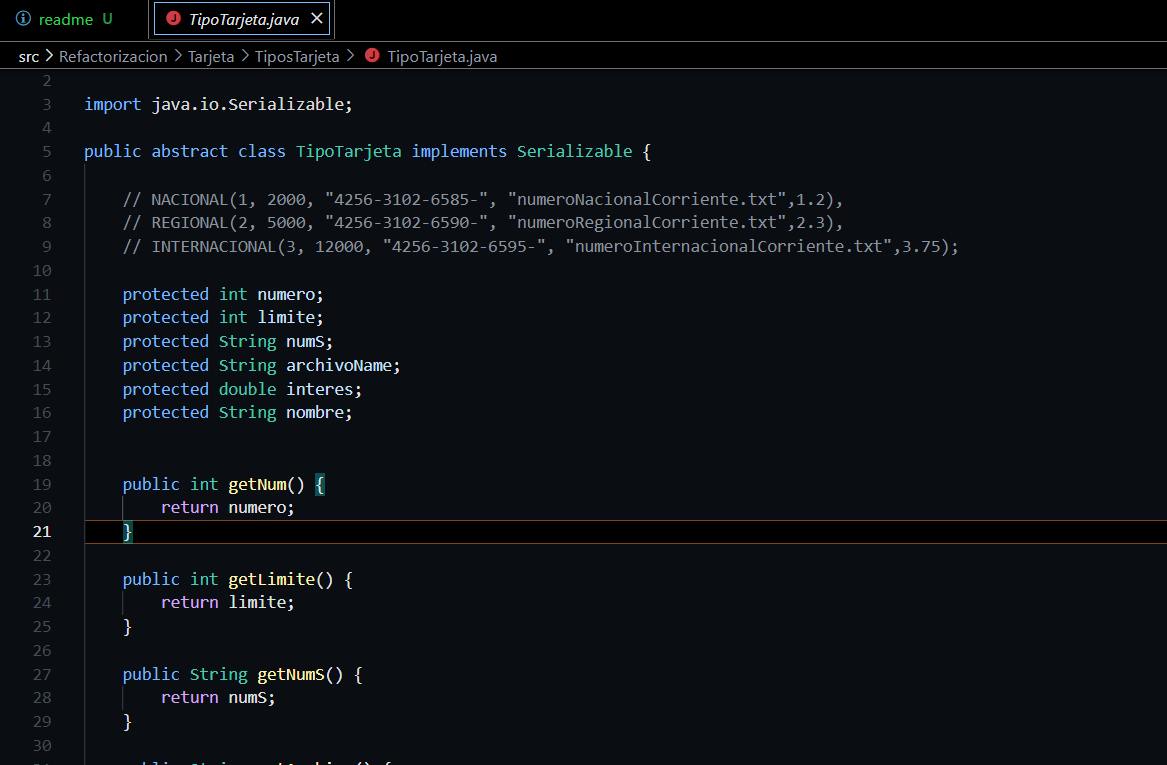 readme U TipoTarjeta.java
src > Refactorizacion > Tarjeta > TiposTarjeta > TipoTarjeta.java
2
3 import java.io.Serializable;
4
5 public abstract class TipoTarjeta implements Serializable {
6
7 // NACIONAL(1, 2000, "4256-3102-6585-", "numeroNacionalCorriente.txt",1.2),
8 // REGIONAL(2, 5000, "4256-3102-6590-", "numeroRegionalCorriente.txt",2.3),
9 // INTERNACIONAL(3, 12000, "4256-3102-6595-", "numeroInternacionalCorriente.txt",3.75);
10
11 protected int numero;
12 protected int limite;
13 protected String numS;
14 protected String archivoName;
15 protected double interes;
16 protected String nombre;
17
18
19 public int getNum() {
20 return numero;
21 }
22
23 public int getLimite() {
24 return limite;
25 }
26
27 public String getNumS() {
28 return numS;
29 }
30